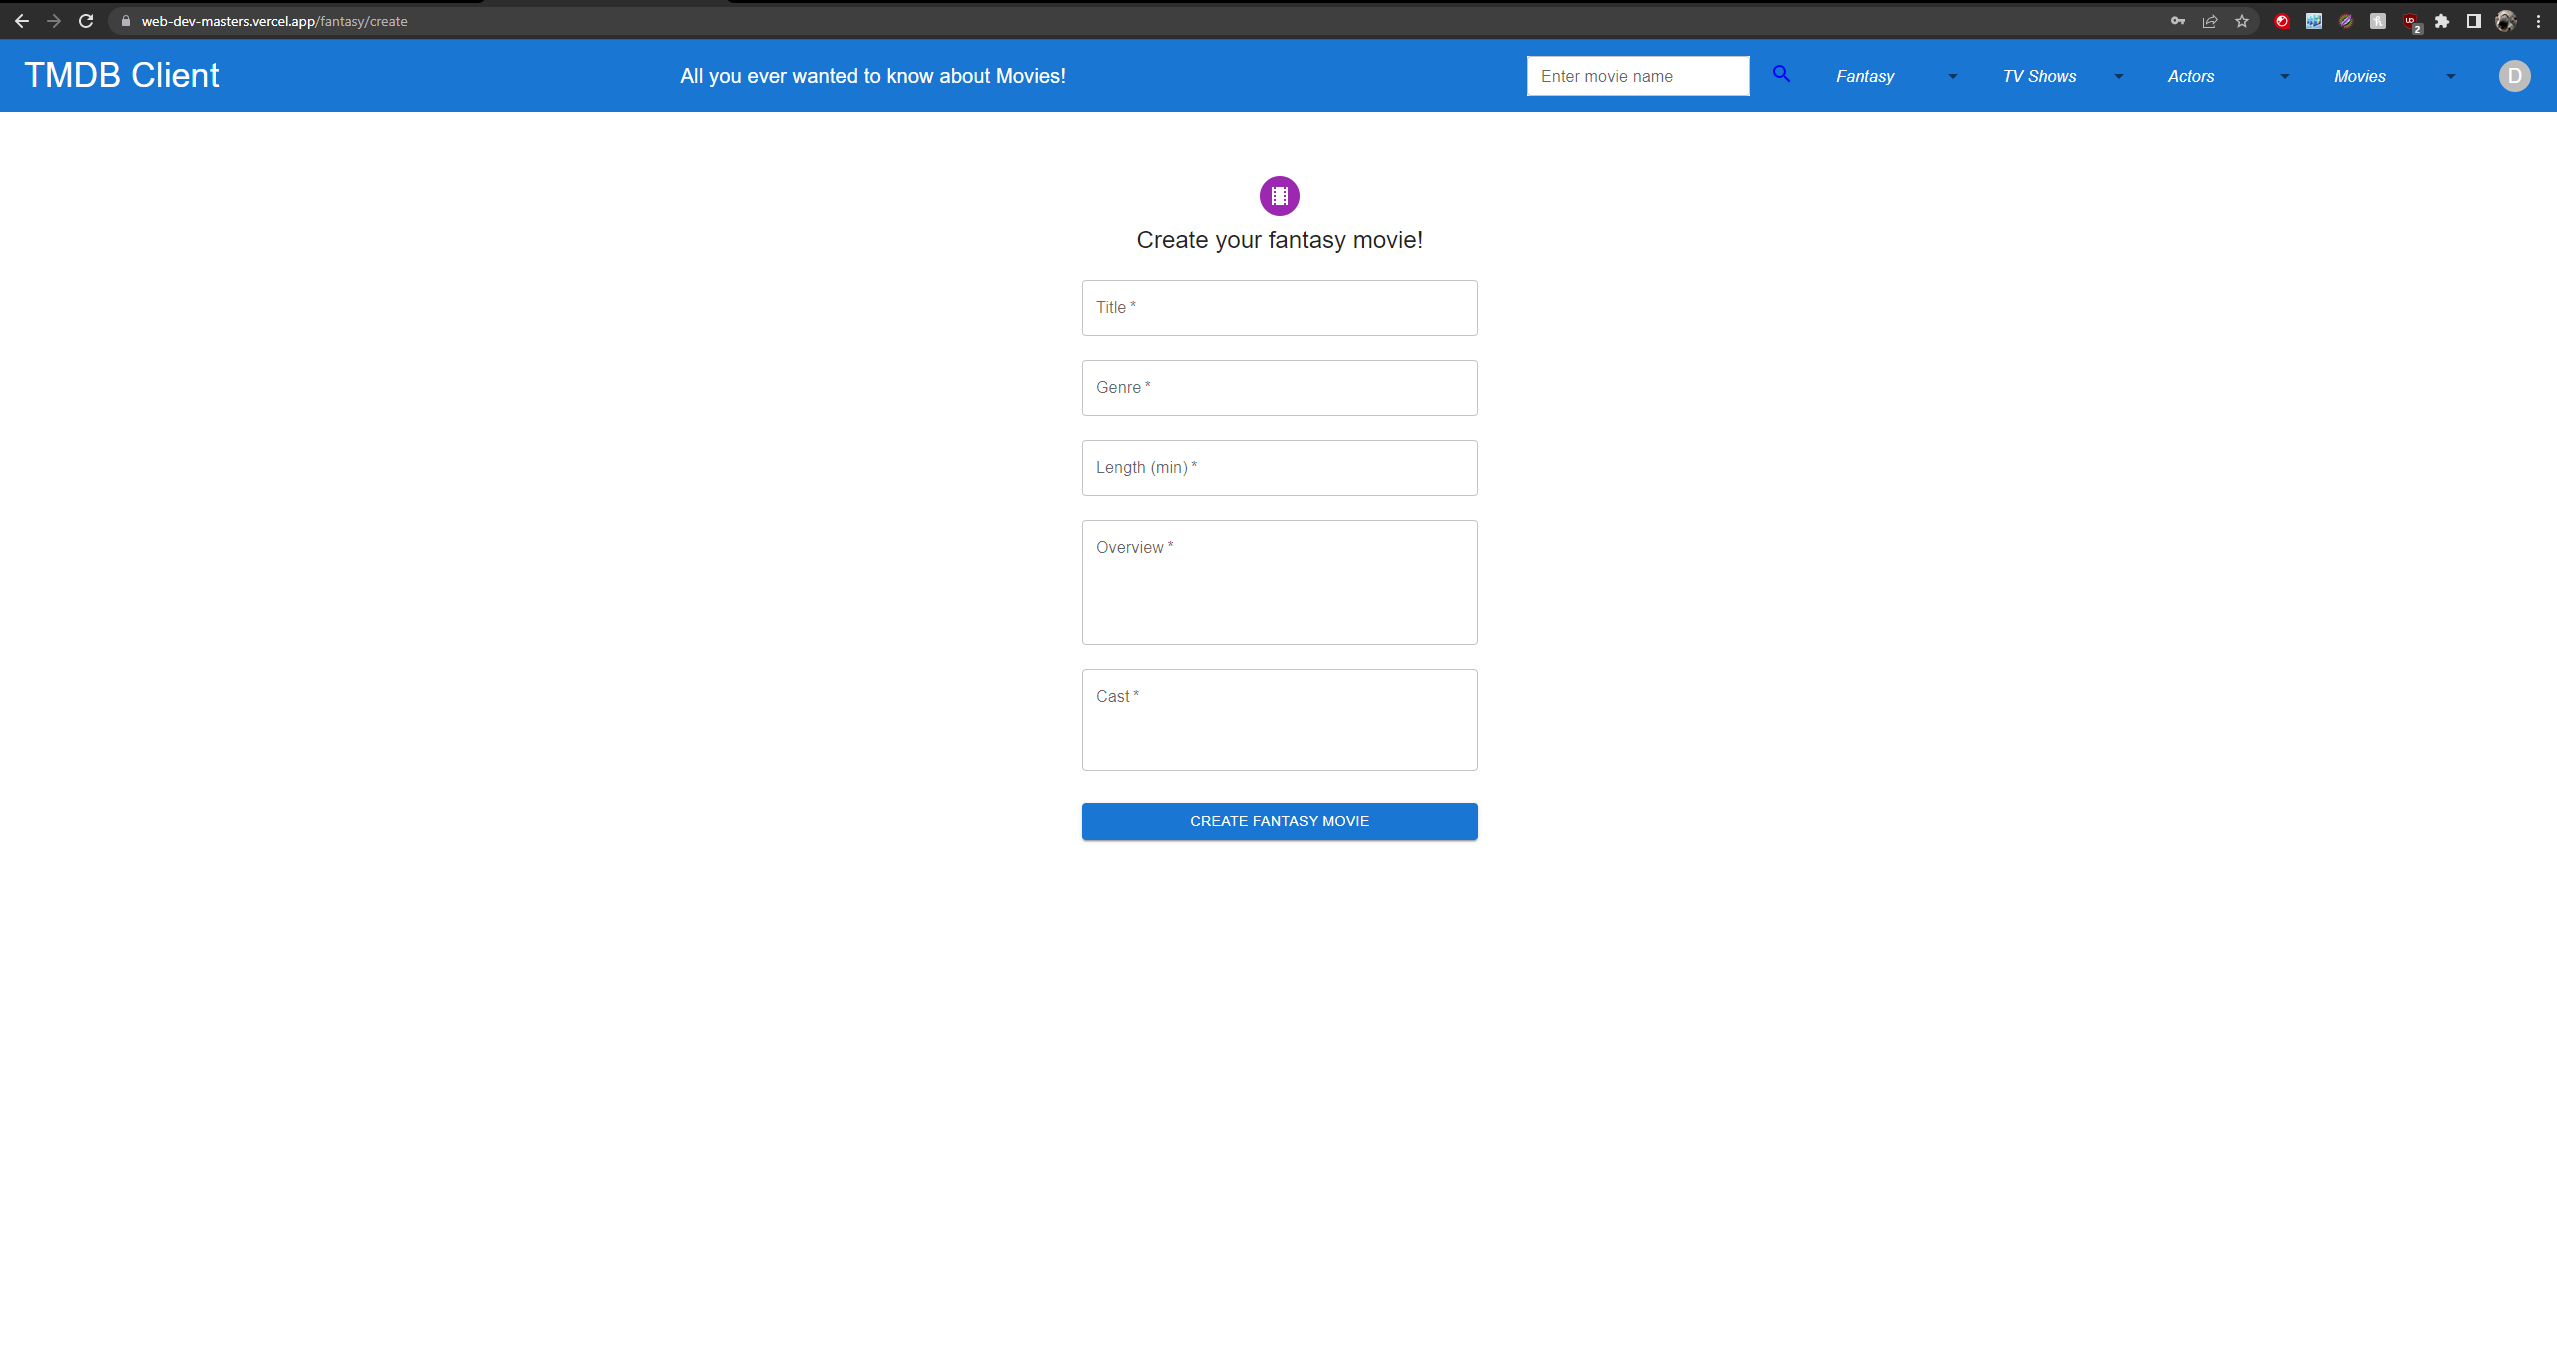 web-dev-masters.vercel.app/fantasy/create
2
TMDB Client
All you ever wanted to know about Movies!
Enter movie name
Fantasy
TV Shows
Actors
Movies
D
Create your fantasy movie!
Title *
Genre *
Length (min) *
Overview *
Cast *
CREATE FANTASY MOVIE